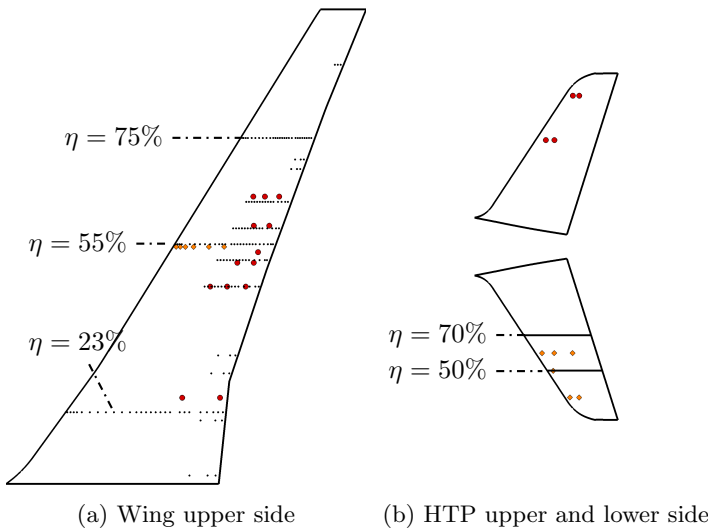 η = 75%
η = 55%
η = 23%
η = 70%
η = 50%
(a) Wing upper side
(b) HTP upper and lower side